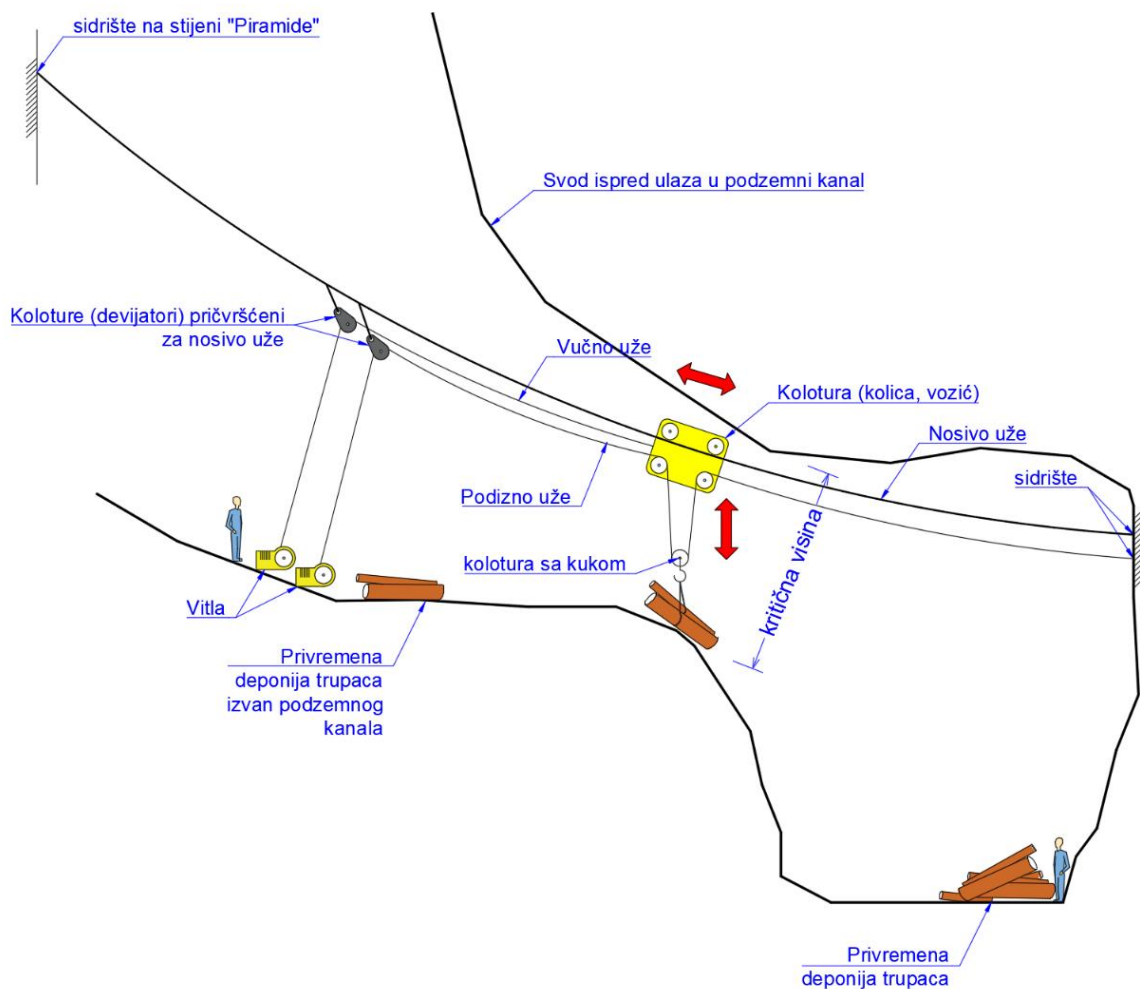 sidrište na stijeni "Piramide"
Svod ispred ulaza u podzemni kanal
Koloture (devijatori) pričvršćeni
za nosivo uže
Vučno uže
Kolotura (kolica, vozić)
Nosivo uže
sidrište
Podizno uže
kritična visina
kolotura sa kukom
Vitla
Privremena
deponija trupaca
izvan podzemnog
kanala
Privremena
deponija trupaca